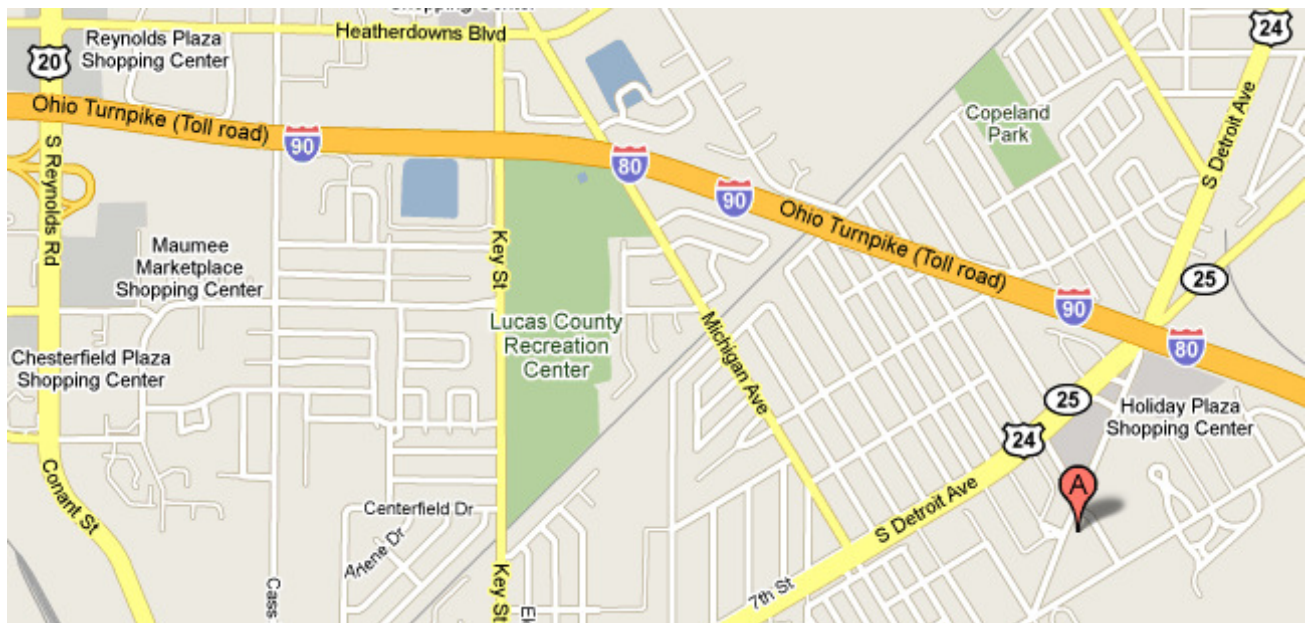 Shopping Center
Heatherdowns Blvd
24
Reynolds Plaza
Shopping Center
20
Ohio Turnpike (Toll road)
90
80
90
Copeland
Park
S Detroit Ave
S Reynolds Rd
Ohio Turnpike (Toll road)
Maumee
Marketplace
Shopping Center
Key St
25
90
80
Lucas County
Recreation
Center
Michigan Ave
Chesterfield Plaza
Shopping Center
25
Holiday Plaza
Shopping Center
24
A
Conant St
Centerfield Dr
Arlene Dr
S Detroit Ave
Key St
7th St
Cass